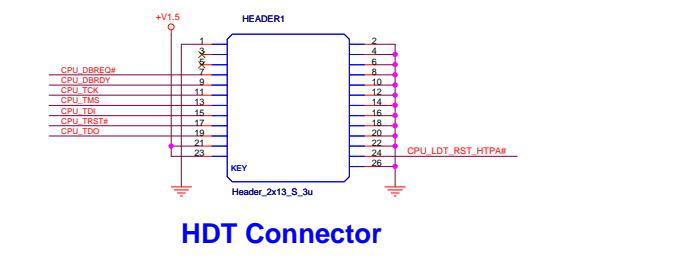 +V1.5
HEADER1
1 2
3 4
5 6
CPU_DBREQ# 7 8
CPU_DBRDY 9 10
CPU_TCK 11 12
CPU_TMS 13 14
CPU_TDI 15 16
CPU_TRST# 17 18
CPU_TDO 19 20
21 22
23 24 CPU_LDT_RST_HTPA#
26
KEY
Header_2x13_S_3u
HDT Connector